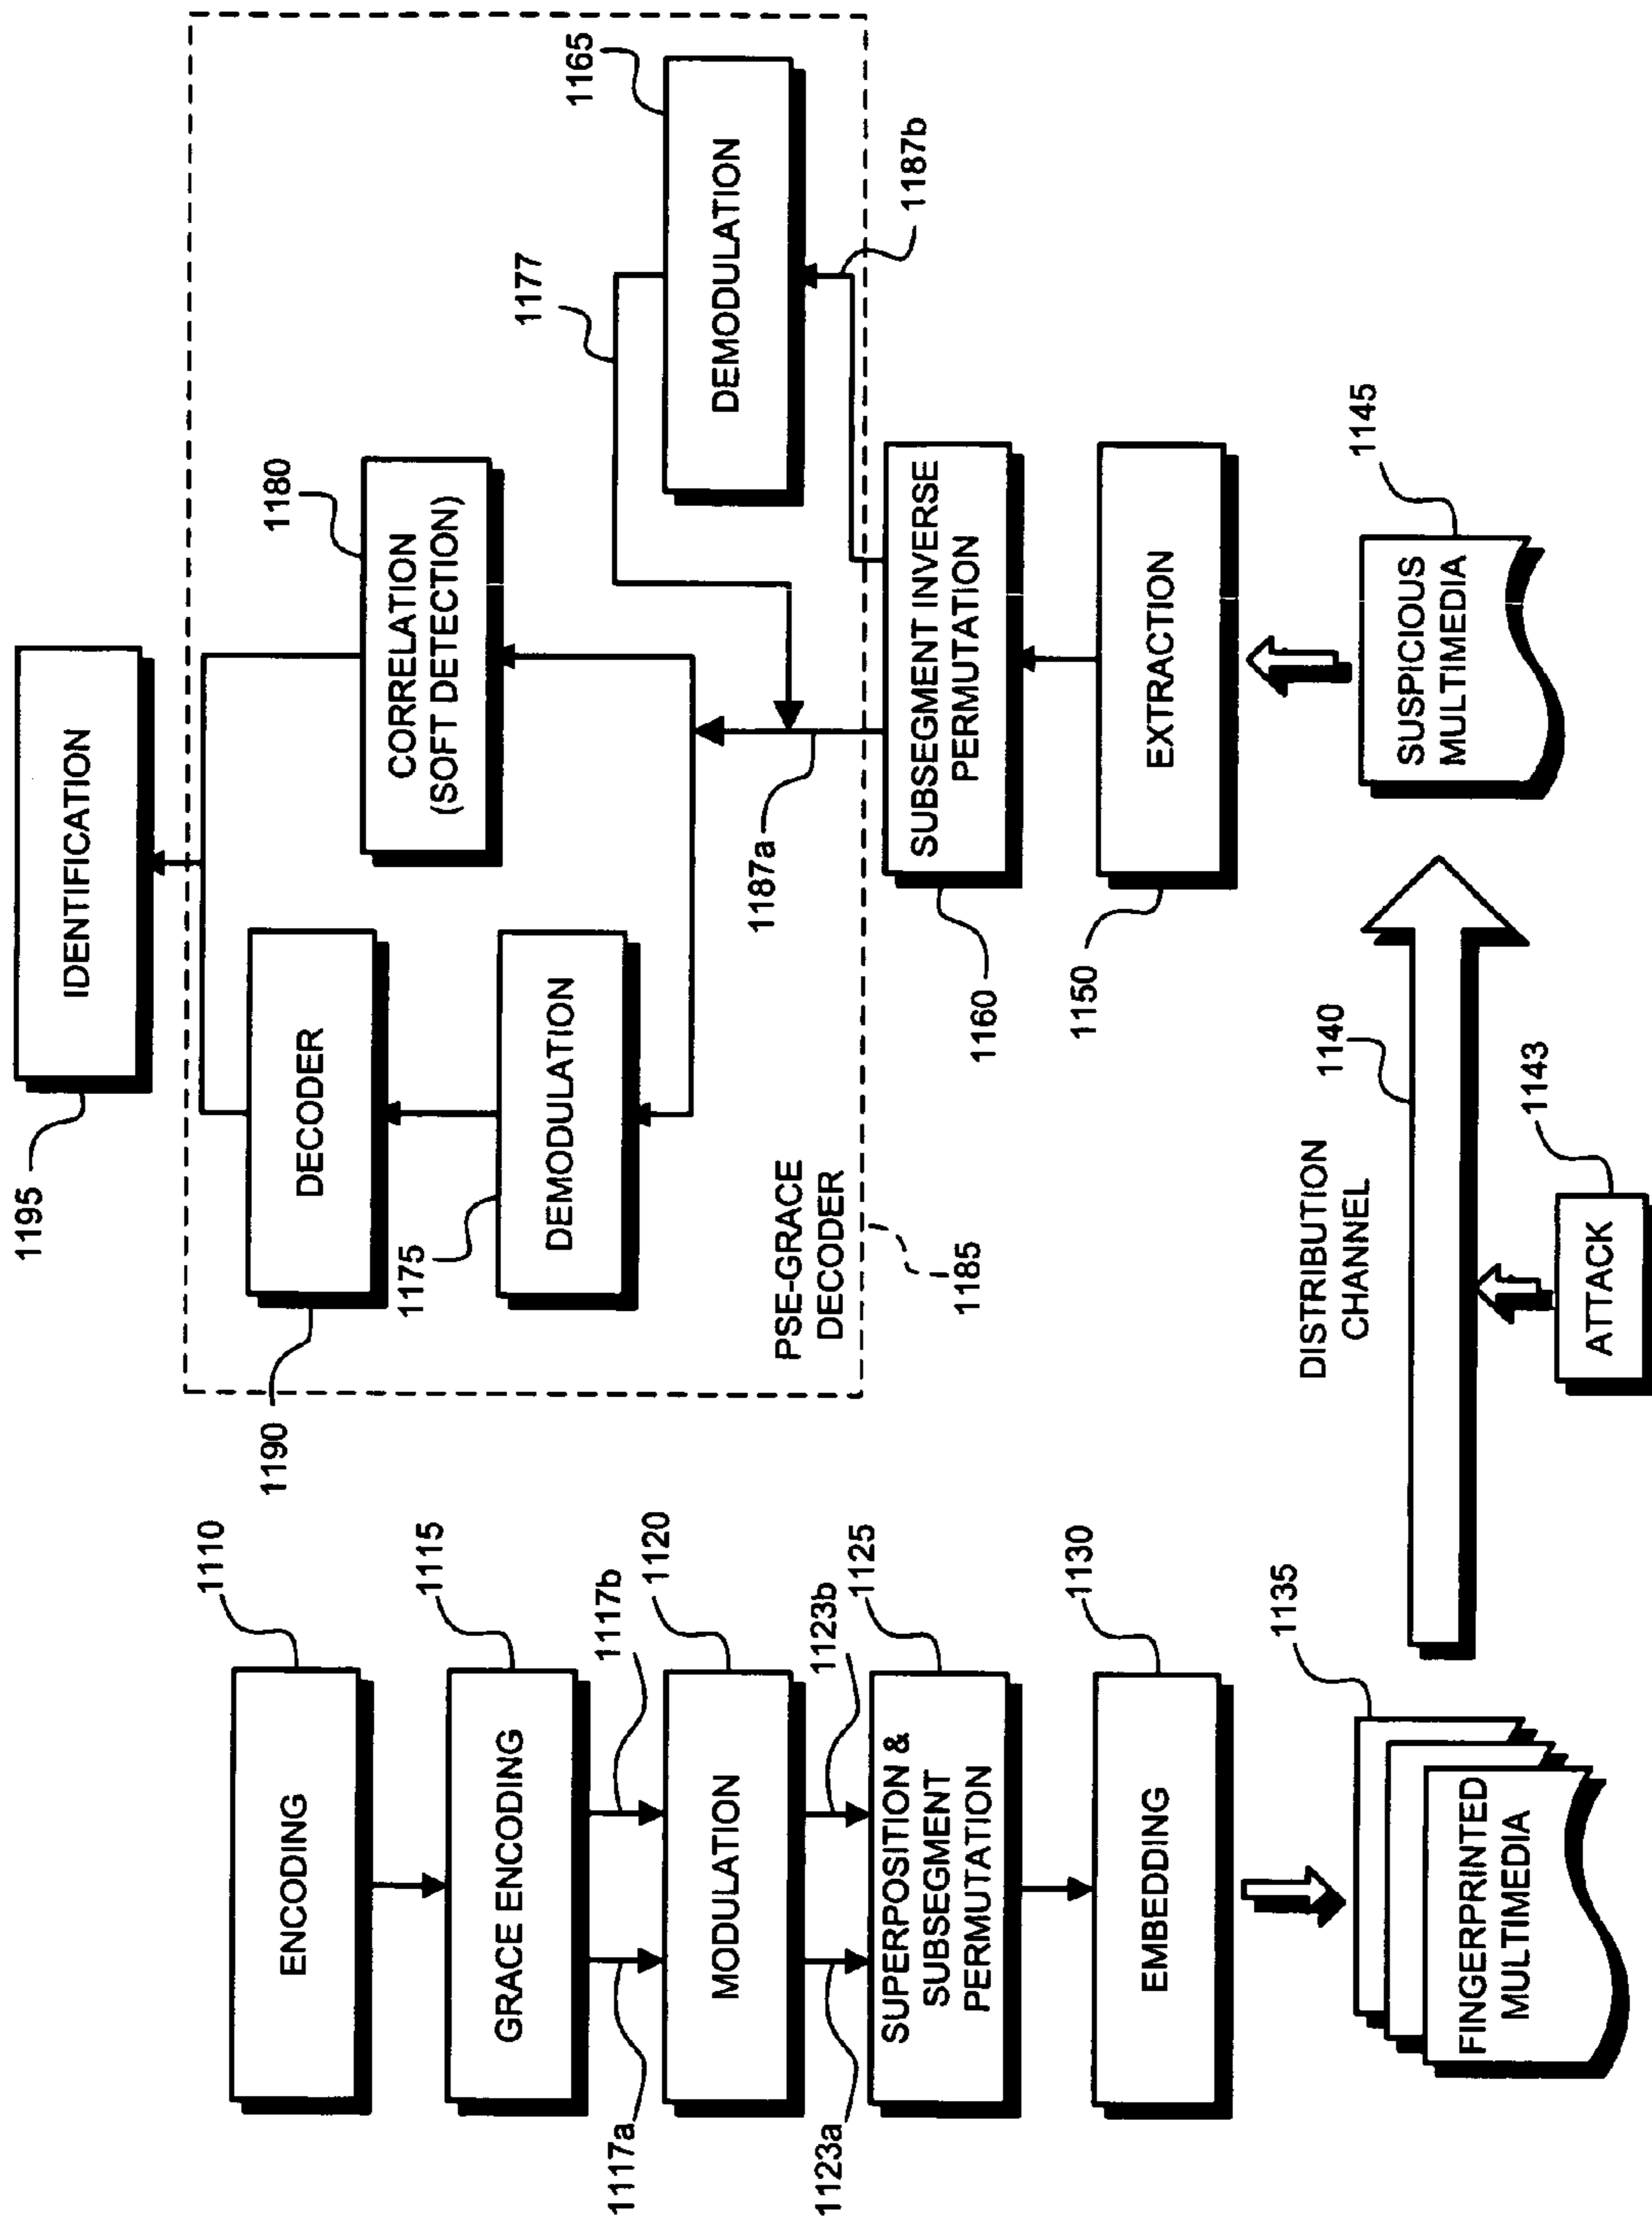 1110
ENCODING
1115
GRACE ENCODING
1117a
1117b
1120
MODULATION
1123a
1123b
1125
SUPERPOSITION &
SUBSEGMENT
PERMUTATION
1130
EMBEDDING
1135
FINGERPRINTED
MULTIMEDIA
DISTRIBUTION
CHANNEL
1140
ATTACK
1143
1195
IDENTIFICATION
1190
DECODER
1180
CORRELATION
(SOFT DETECTION)
1175
DEMODULATION
1177
1165
DEMODULATION
PSE-GRACE
DECODER
1185
1187a
1187b
1160
SUBSEGMENT INVERSE
PERMUTATION
1150
EXTRACTION
1145
SUSPICIOUS
MULTIMEDIA